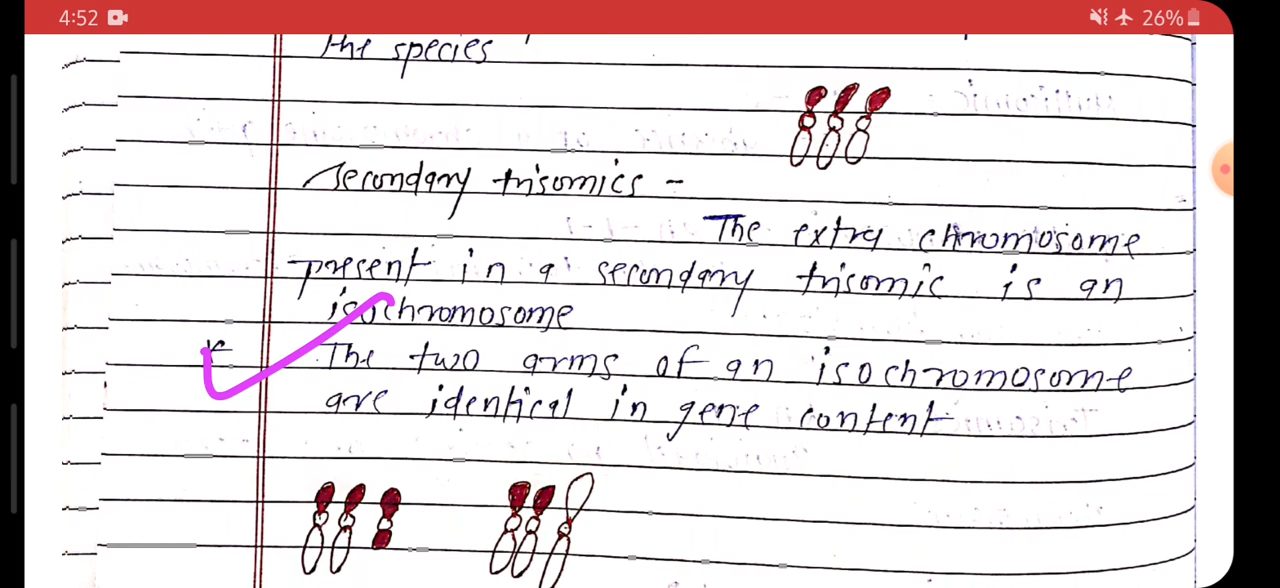 4:52
26%
the species
Secondary trisomics -
The extra chromosome
present in a secondary trisomic is an
isochromosome
* The two arms of an isochromosome
are identical in gene content